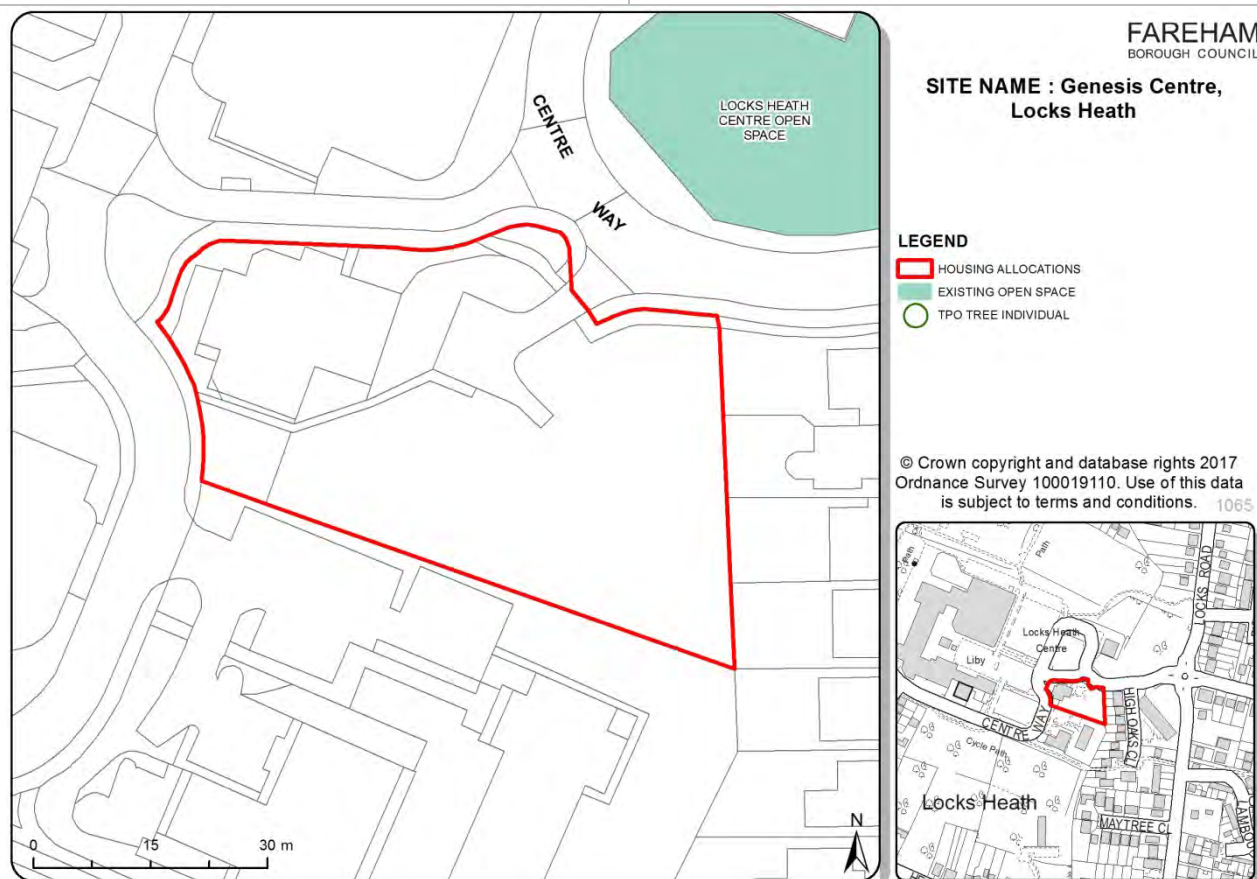 FAREHAM
BOROUGH COUNCIL
SITE NAME : Genesis Centre,
Locks Heath
LOCKS HEATH
CENTRE OPEN
SPACE
CENTRE
WAY
LEGEND
HOUSING ALLOCATIONS
EXISTING OPEN SPACE
TPO TREE INDIVIDUAL
© Crown copyright and database rights 2017
Ordnance Survey 100019110. Use of this data
is subject to terms and conditions. 1065
0 15 30 m
N
Path
Path
LOCKS ROAD
Locks Heath
Centre
Liby
CENTRE WAY
HIGH OAKS CL
Cycle Path
Locks Heath
MAYTREE CL